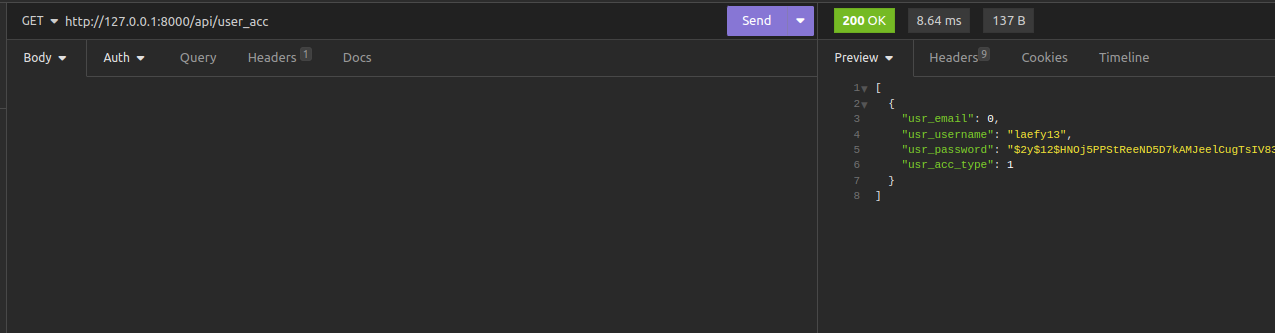 GET http://127.0.0.1:8000/api/user_acc Send 200 OK 8.64 ms 137 B
Body Auth Query Headers 1 Docs Preview Headers 9 Cookies Timeline
1 [
2 {
3 "usr_email": 0,
4 "usr_username": "laefy13",
5 "usr_password": "$2y$12$HNOj5PPStReeND5D7kAMJeelCugTsIV83
6 "usr_acc_type": 1
7 }
8 ]